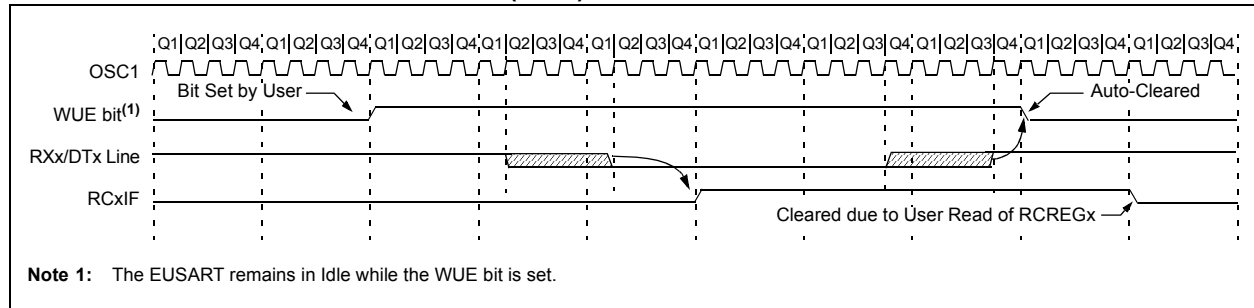 Q1 Q2 Q3 Q4 Q1 Q2 Q3 Q4 Q1 Q2 Q3 Q4 Q1 Q2 Q3 Q4 Q1 Q2 Q3 Q4 Q1 Q2 Q3 Q4 Q1 Q2 Q3 Q4 Q1 Q2 Q3 Q4 Q1 Q2 Q3 Q4 Q1 Q2 Q3 Q4
OSC1
Bit Set by User
Auto-Cleared
WUE bit(1)
RXx/DTx Line
RCxIF
Cleared due to User Read of RCREGx
Note 1: The EUSART remains in Idle while the WUE bit is set.